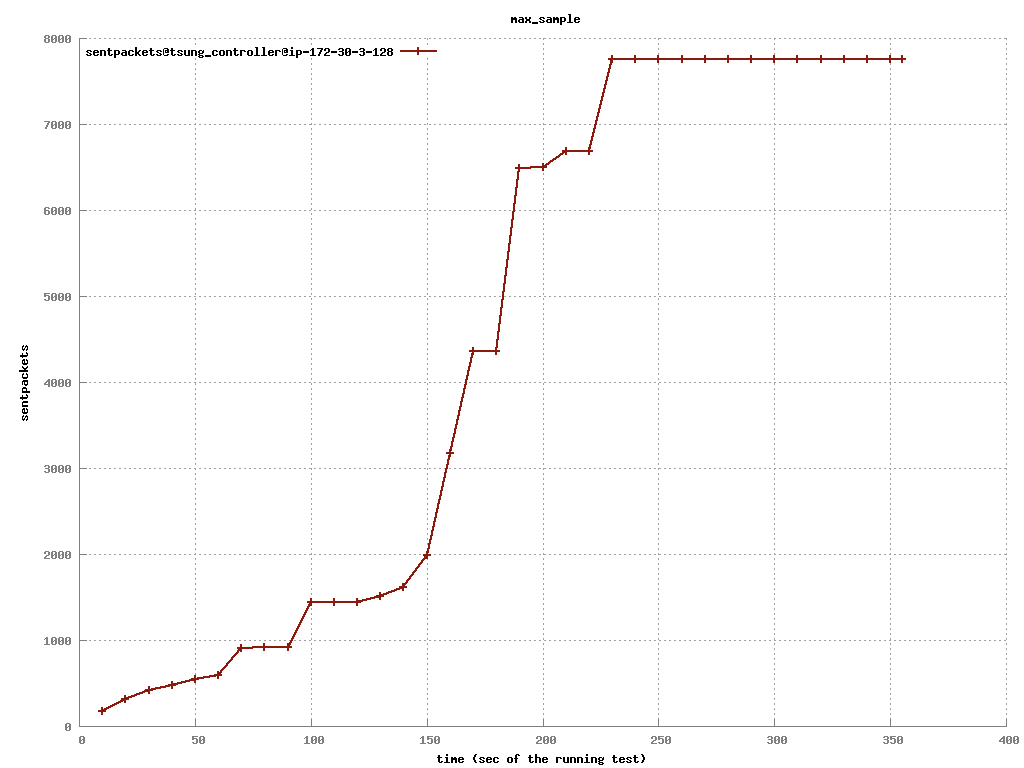 max_sample
sentpackets@tsung_controller@ip-172-30-3-128
8000
7000
6000
5000
4000
3000
2000
1000
0
sentpackets
0 50 100 150 200 250 300 350 400
time (sec of the running test)